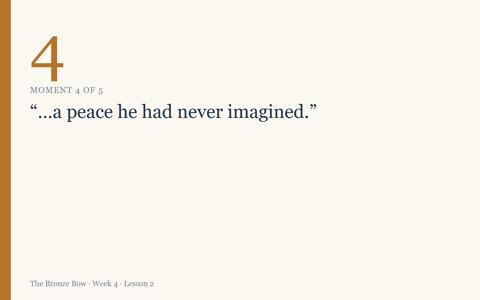 4
MOMENT 4 OF 5
“…a peace he had never imagined.”
The Bronze Bow · Week 4 · Lesson 2